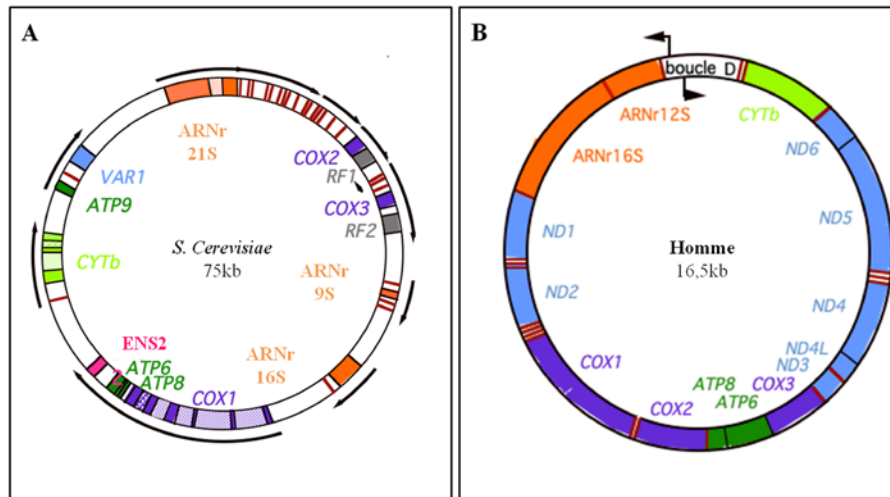 A
ARNr
21S
COX2
RF1
COX3
RF2
VAR1
ATP9
CYTb
S. Cerevisiae
75kb
ARNr
9S
ENS2
ATP6
ATP8
COX1
ARNr
16S
B
boucle D
ARNr12S
ARNr16S
CYTb
ND6
ND5
ND1
Homme
16,5kb
ND2
ND4
ND4L
ND3
COX1
COX3
ATP8
ATP6
COX2